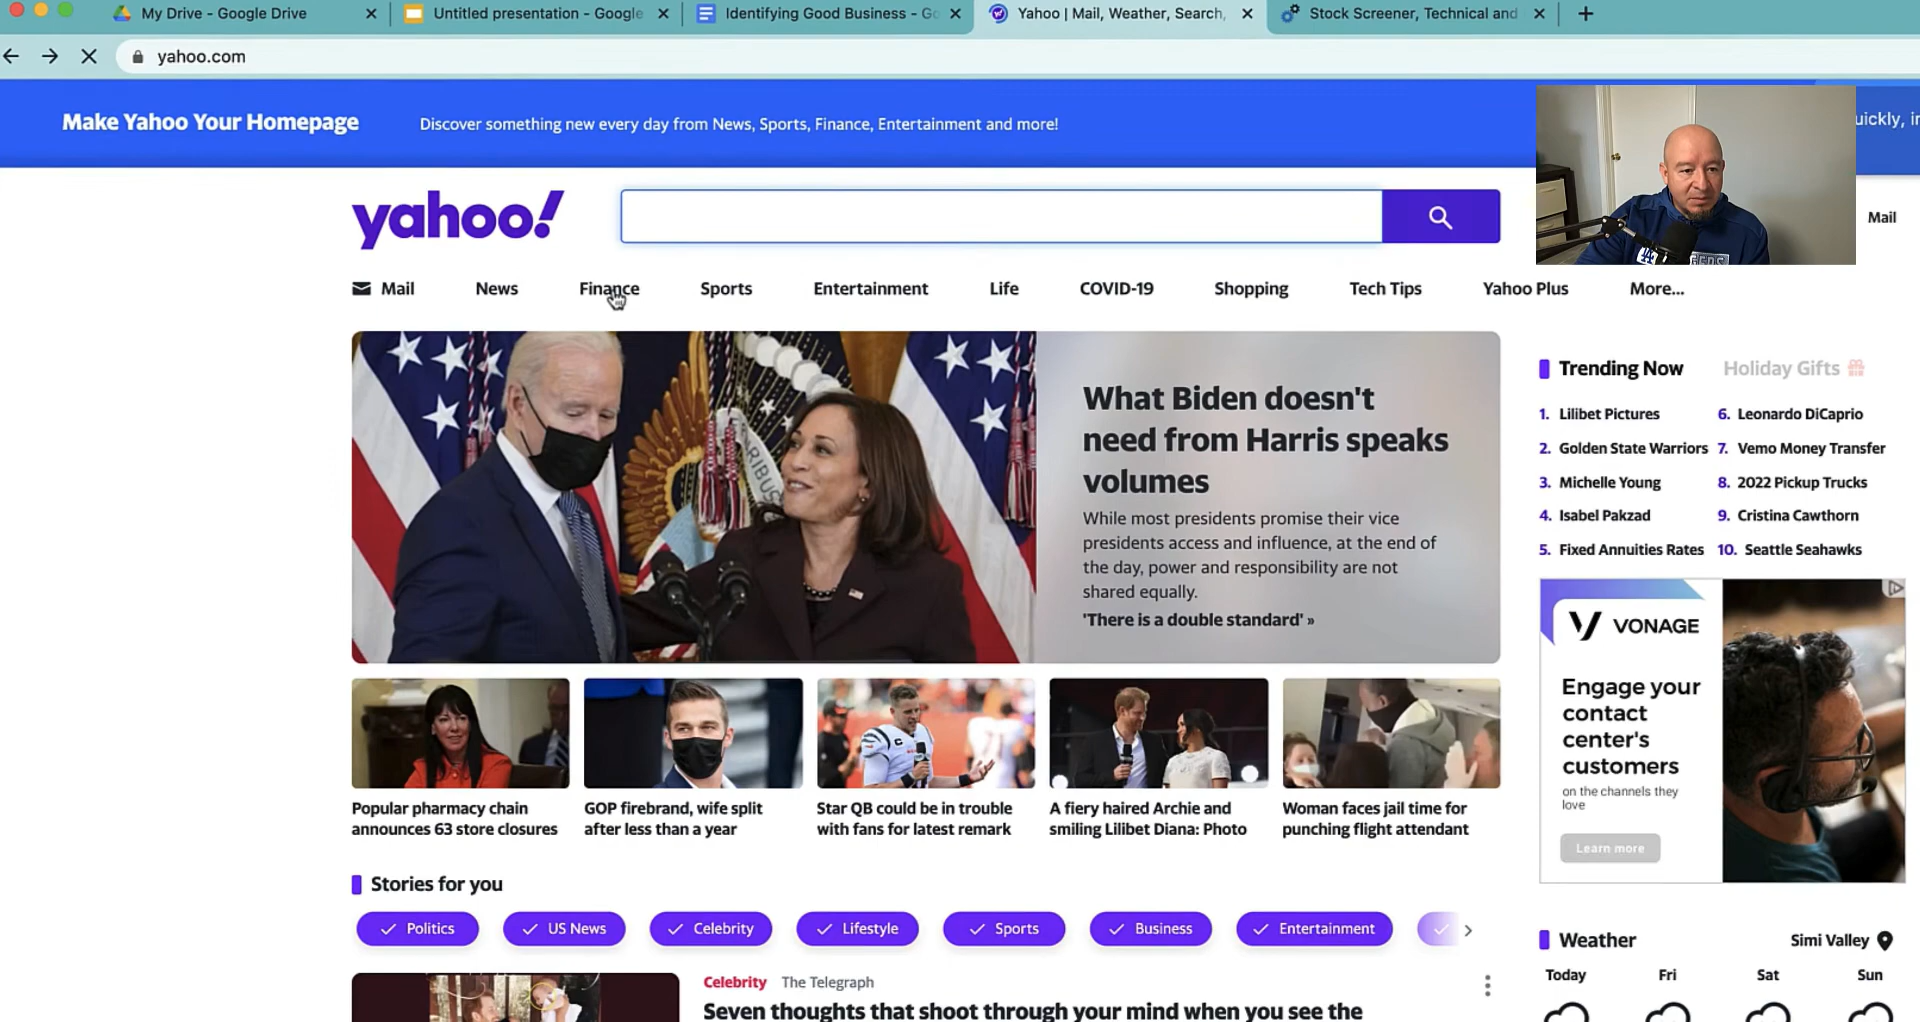 My Drive - Google Drive
Untitled presentation - Google
Identifying Good Business - Go
Yahoo | Mail, Weather, Search,
Stock Screener, Technical and
yahoo.com
Make Yahoo Your Homepage
Discover something new every day from News, Sports, Finance, Entertainment and more!
uickly, i
yahoo!
Mail
Mail
News
Finance
Sports
Entertainment
Life
COVID-19
Shopping
Tech Tips
Yahoo Plus
More...
What Biden doesn't
need from Harris speaks
volumes
While most presidents promise their vice
presidents access and influence, at the end of
the day, power and responsibility are not
shared equally.
'There is a double standard' »
Popular pharmacy chain
announces 63 store closures
GOP firebrand, wife split
after less than a year
Star QB could be in trouble
with fans for latest remark
A fiery haired Archie and
smiling Lilibet Diana: Photo
Woman faces jail time for
punching flight attendant
Trending Now
Holiday Gifts
1. Lilibet Pictures
2. Golden State Warriors
3. Michelle Young
4. Isabel Pakzad
5. Fixed Annuities Rates
6. Leonardo DiCaprio
7. Vemo Money Transfer
8. 2022 Pickup Trucks
9. Cristina Cawthorn
10. Seattle Seahawks
VONAGE
Engage your
contact
center's
customers
on the channels they
love
Learn more
Stories for you
Politics
US News
Celebrity
Lifestyle
Sports
Business
Entertainment
Celebrity The Telegraph
Seven thoughts that shoot through your mind when you see the
Weather
Simi Valley
Today
Fri
Sat
Sun